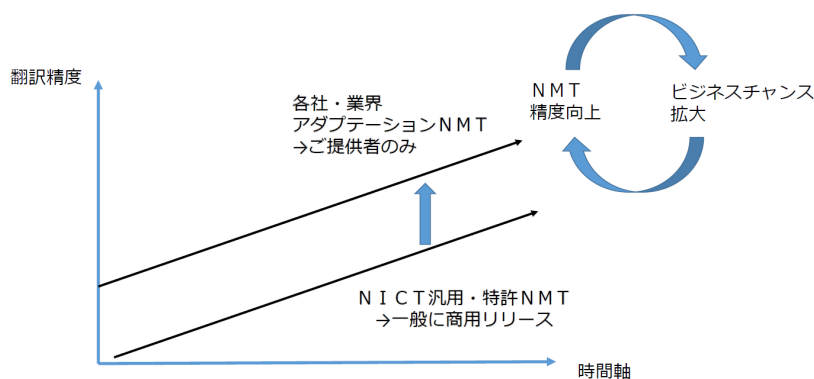 翻訳精度
各社・業界
アダプテーションNMT
→ご提供者のみ
NMT
精度向上
ビジネスチャンス
拡大
NICT汎用・特許NMT
→一般に商用リリース
時間軸